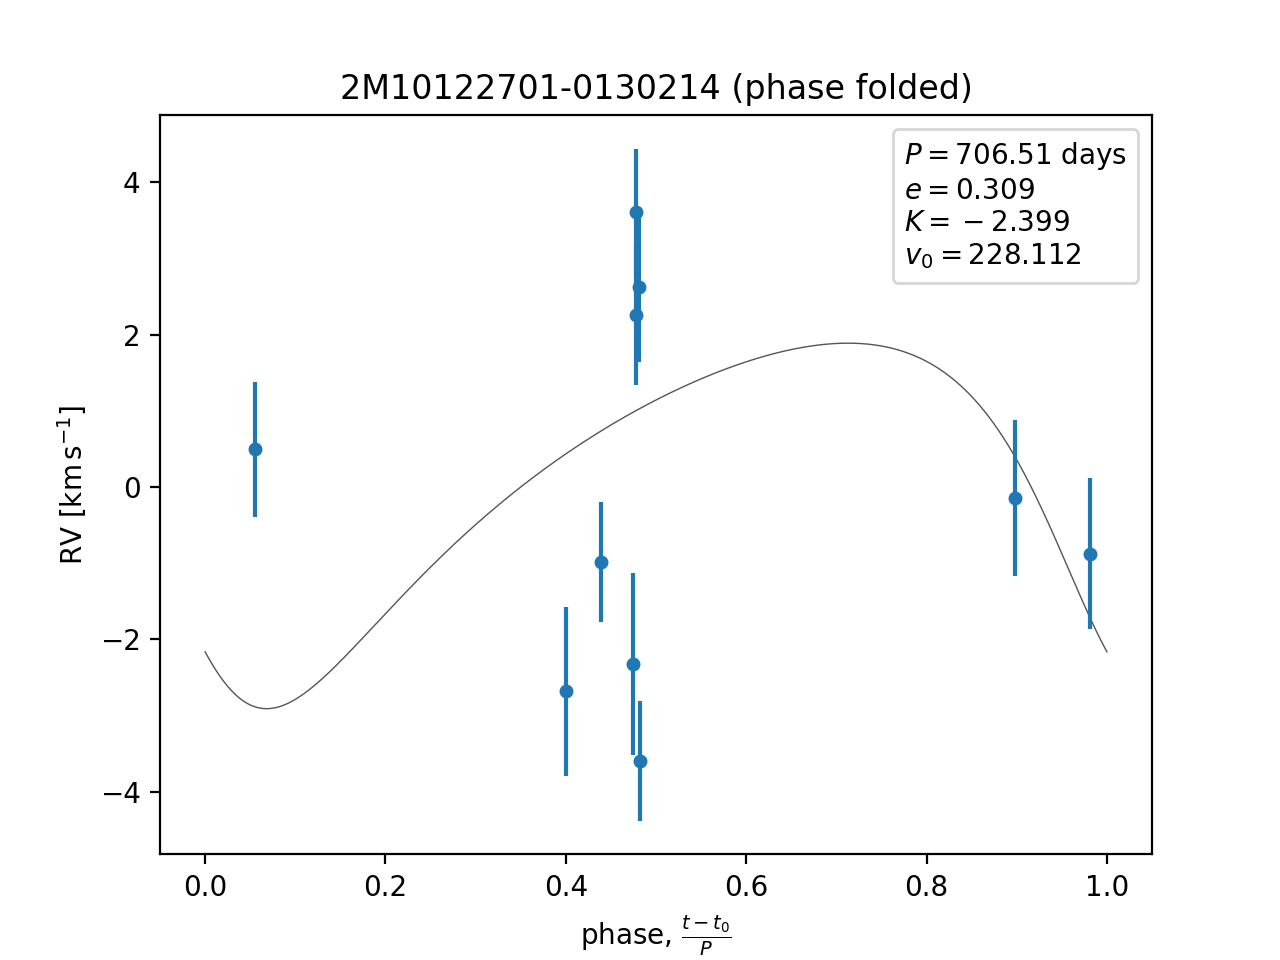 2M10122701-0130214 (phase folded)
P = 706.51 days
e = 0.309
K = −2.399
v₀ = 228.112
4
2
0
−2
−4
RV [km s⁻¹]
0.0 0.2 0.4 0.6 0.8 1.0
phase, (t − t₀)/P